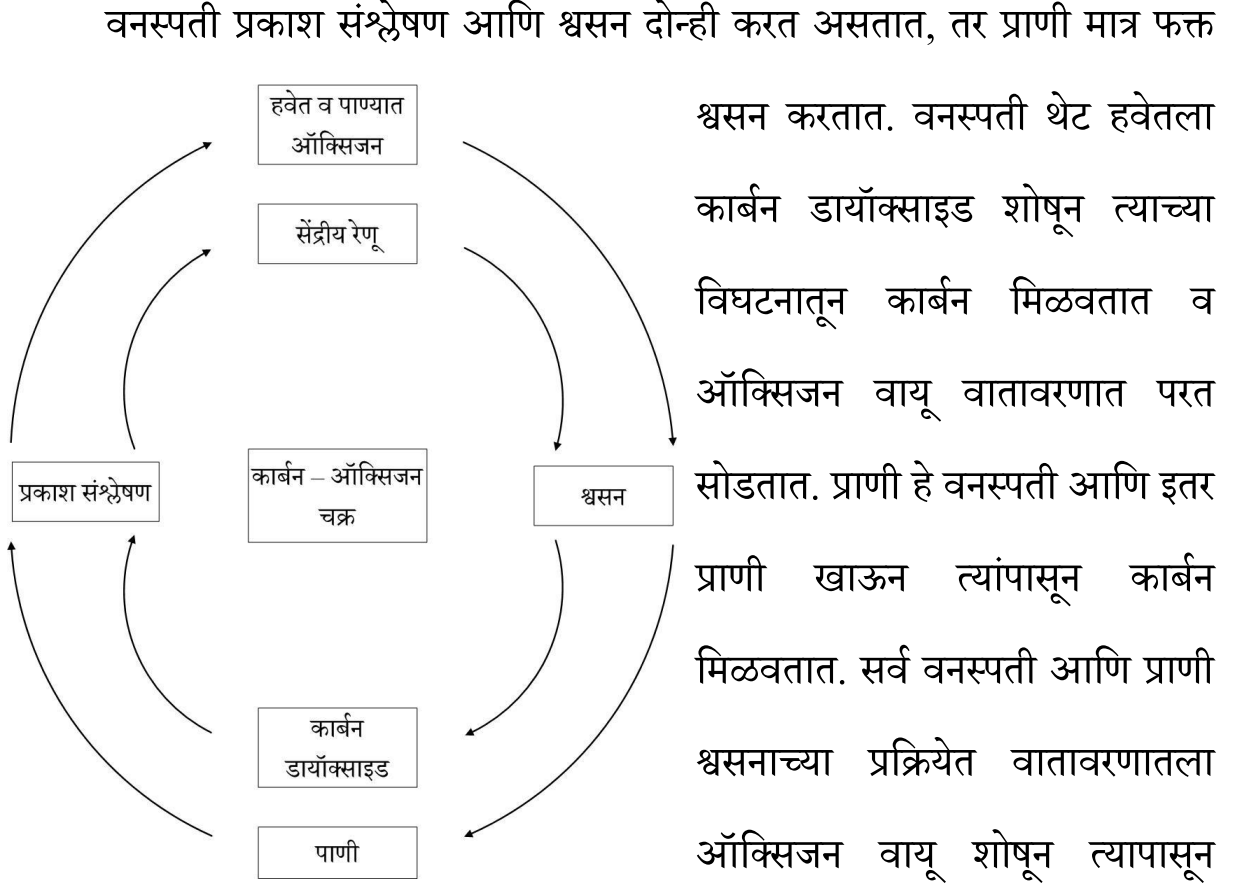 वनस्पती प्रकाश संश्लेषण आणि श्वसन दोन्ही करत असतात, तर प्राणी मात्र फक्त
हवेत व पाण्यात
ऑक्सिजन
सेंद्रीय रेणू
प्रकाश संश्लेषण
कार्बन – ऑक्सिजन
चक्र
श्वसन
कार्बन
डायॉक्साइड
पाणी
श्वसन करतात. वनस्पती थेट हवेतला
कार्बन डायॉक्साइड शोषून त्याच्या
विघटनातून कार्बन मिळवतात व
ऑक्सिजन वायू वातावरणात परत
सोडतात. प्राणी हे वनस्पती आणि इतर
प्राणी खाऊन त्यांपासून कार्बन
मिळवतात. सर्व वनस्पती आणि प्राणी
श्वसनाच्या प्रक्रियेत वातावरणातला
ऑक्सिजन वायू शोषून त्यापासून